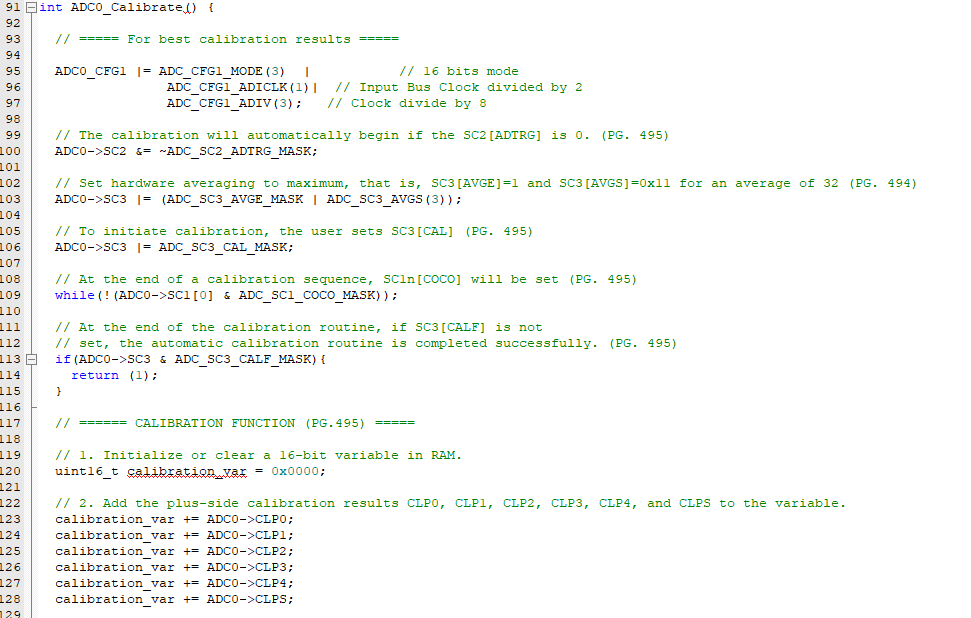 91 int ADC0_Calibrate() {
92
93 // ===== For best calibration results =====
94
95 ADC0_CFG1 |= ADC_CFG1_MODE(3) | // 16 bits mode
96 ADC_CFG1_ADICLK(1)| // Input Bus Clock divided by 2
97 ADC_CFG1_ADIV(3); // Clock divide by 8
98
99 // The calibration will automatically begin if the SC2[ADTRG] is 0. (PG. 495)
100 ADC0->SC2 &= ~ADC_SC2_ADTRG_MASK;
101
102 // Set hardware averaging to maximum, that is, SC3[AVGE]=1 and SC3[AVGS]=0x11 for an average of 32 (PG. 494)
103 ADC0->SC3 |= (ADC_SC3_AVGE_MASK | ADC_SC3_AVGS(3));
104
105 // To initiate calibration, the user sets SC3[CAL] (PG. 495)
106 ADC0->SC3 |= ADC_SC3_CAL_MASK;
107
108 // At the end of a calibration sequence, SC1n[COCO] will be set (PG. 495)
109 while(!(ADC0->SC1[0] & ADC_SC1_COCO_MASK));
110
111 // At the end of the calibration routine, if SC3[CALF] is not
112 // set, the automatic calibration routine is completed successfully. (PG. 495)
113 if(ADC0->SC3 & ADC_SC3_CALF_MASK){
114 return (1);
115 }
116
117 // ====== CALIBRATION FUNCTION (PG.495) =====
118
119 // 1. Initialize or clear a 16-bit variable in RAM.
120 uint16_t calibration_var = 0x0000;
121
122 // 2. Add the plus-side calibration results CLP0, CLP1, CLP2, CLP3, CLP4, and CLPS to the variable.
123 calibration_var += ADC0->CLP0;
124 calibration_var += ADC0->CLP1;
125 calibration_var += ADC0->CLP2;
126 calibration_var += ADC0->CLP3;
127 calibration_var += ADC0->CLP4;
128 calibration_var += ADC0->CLPS;
129